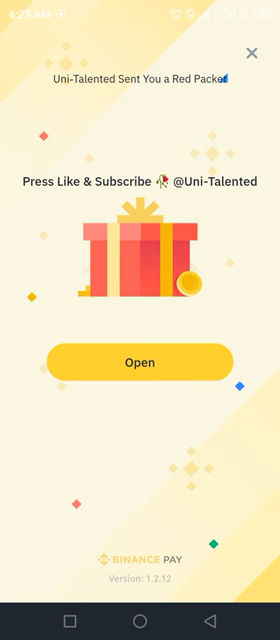 6:23 AM
Uni-Talented Sent You a Red Packet
Press Like & Subscribe 🥀 @Uni-Talented
Open
BINANCE PAY
Version: 1.2.12